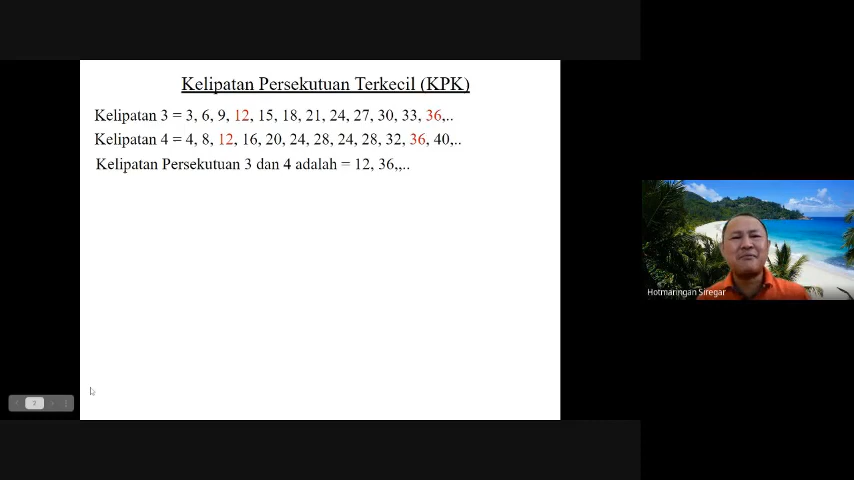 Kelipatan Persekutuan Terkecil (KPK)
Kelipatan 3 = 3, 6, 9, 12, 15, 18, 21, 24, 27, 30, 33, 36,..
Kelipatan 4 = 4, 8, 12, 16, 20, 24, 28, 24, 28, 32, 36, 40,..
Kelipatan Persekutuan 3 dan 4 adalah = 12, 36,,..
Hotmaringan Siregar
2